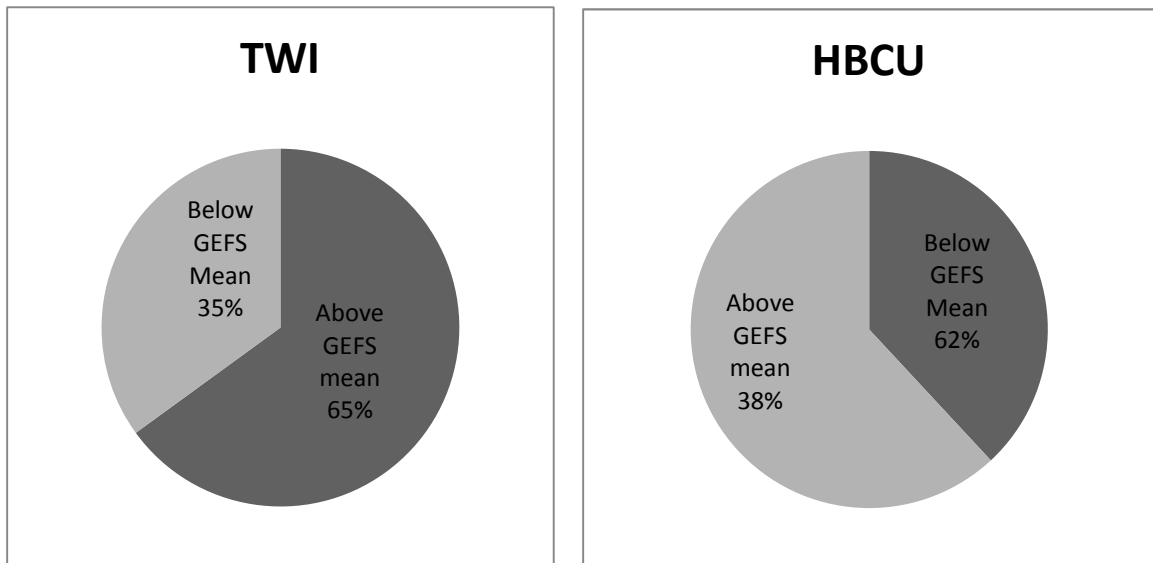 TWI
Below
GEFS
Mean
35%
Above
GEFS
mean
65%
HBCU
Below
GEFS
Mean
62%
Above
GEFS
mean
38%